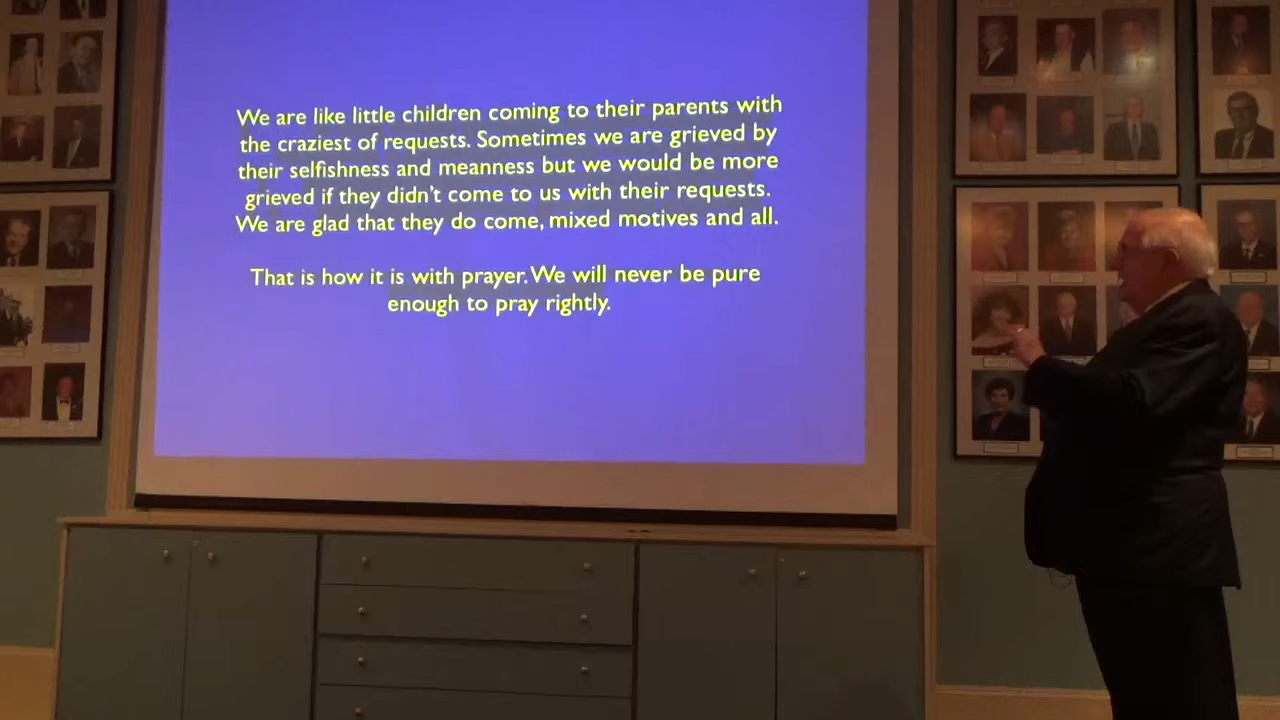 We are like little children coming to their parents with
the craziest of requests. Sometimes we are grieved by
their selfishness and meanness but we would be more
grieved if they didn't come to us with their requests.
We are glad that they do come, mixed motives and all.
That is how it is with prayer. We will never be pure
enough to pray rightly.